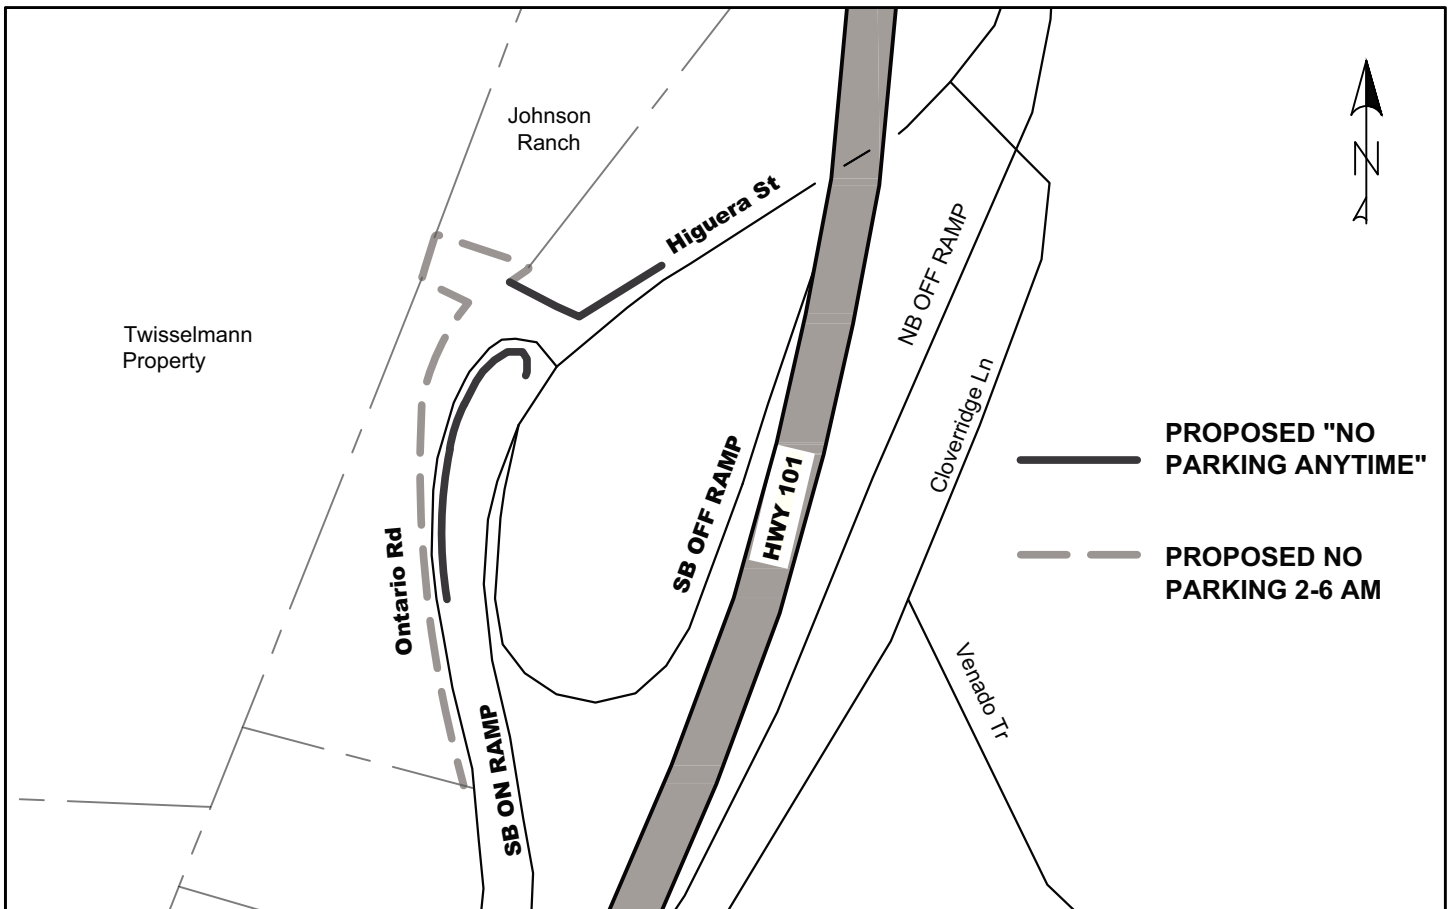 Johnson
Ranch
N
Higuera St
NB OFF RAMP
Twisselmann
Property
Cloverridge Ln
PROPOSED "NO
PARKING ANYTIME"
SB OFF RAMP
HWY 101
Ontario Rd
PROPOSED NO
PARKING 2-6 AM
Venado Tr
SB ON RAMP